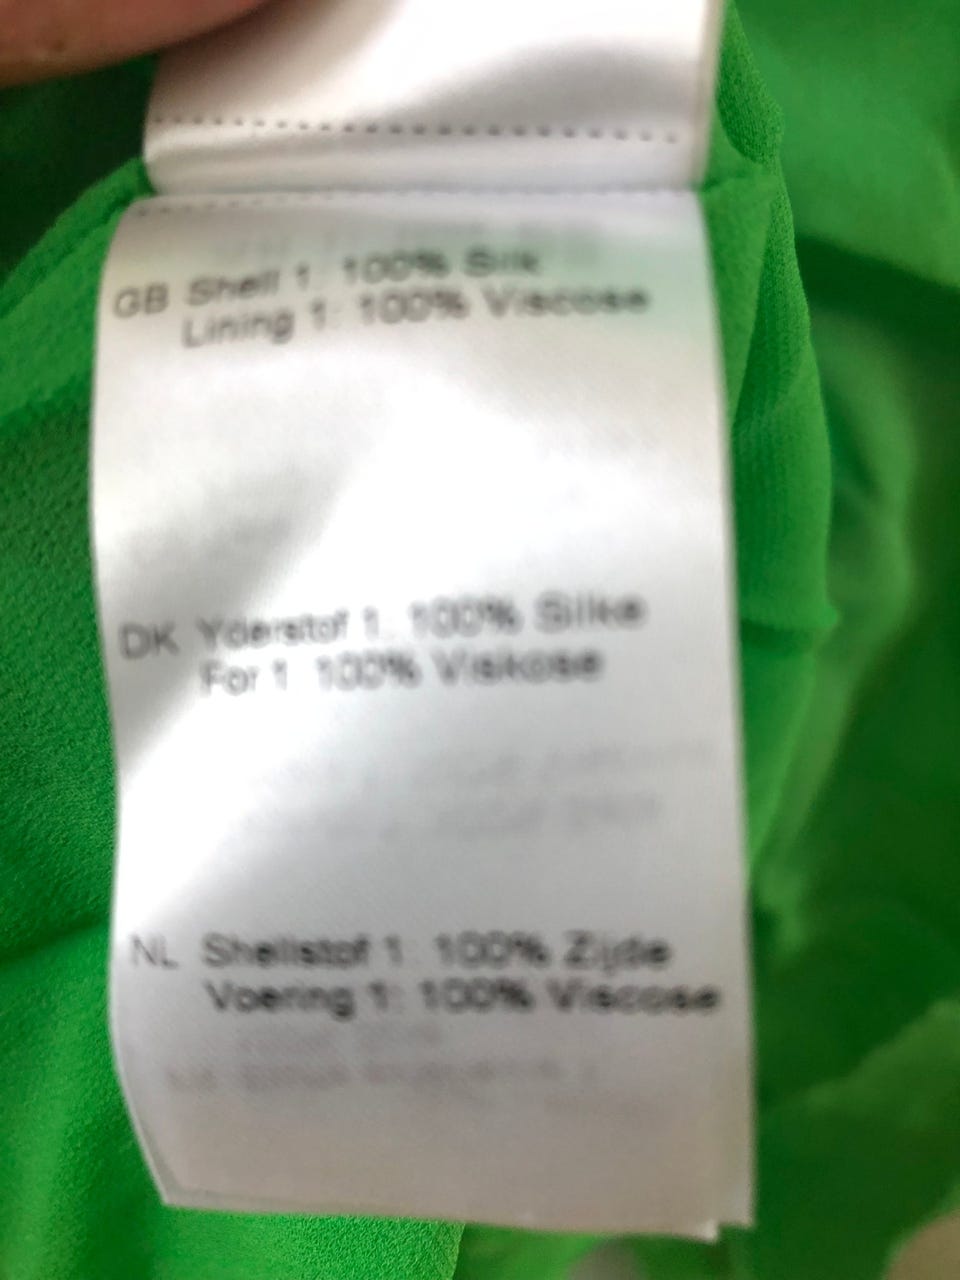 GB Shell 1: 100% Silk
Lining 1: 100% Viscose
DK Yderstof 1: 100% Silke
For 1: 100% Viskose
NL Shellstof 1: 100% Zijde
Voering 1: 100% Viscose